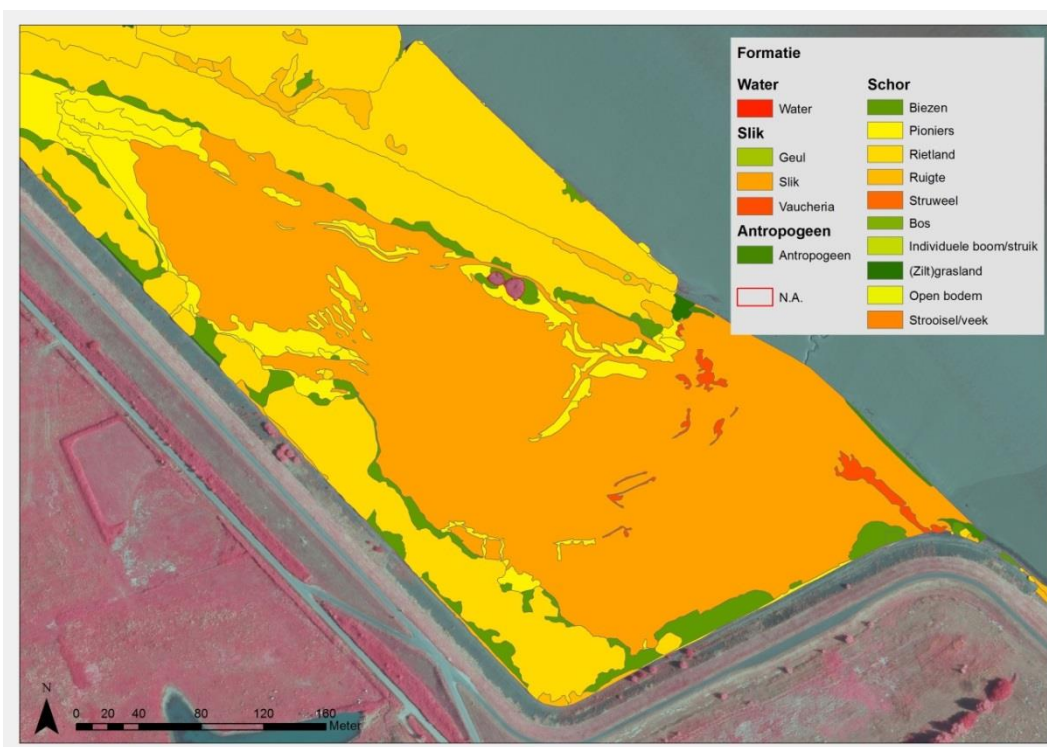 Formatie
Water
Water
Slik
Geul
Slik
Vaucheria
Antropogeen
Antropogeen
N.A.
Schor
Biezen
Pioniers
Rietland
Ruigte
Struweel
Bos
Individuele boom/struik
(Zilt)grasland
Open bodem
Strooisel/veek
N
0 20 40 80 120 160
Meter